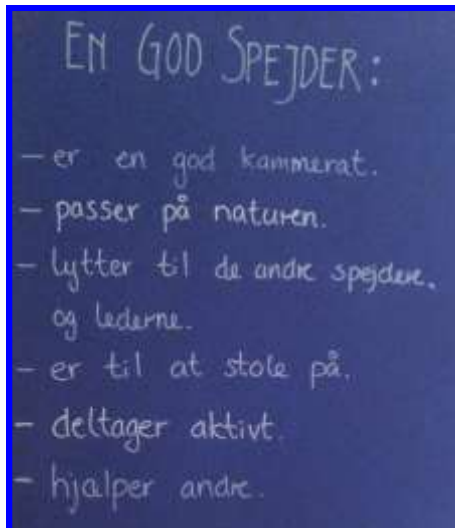 EN GOD SPEJDER:
- er en god kammerat.
- passer på naturen.
- lytter til de andre spejdere.
og lederne.
- er til at stole på.
- deltager aktivt.
- hjælper andre.